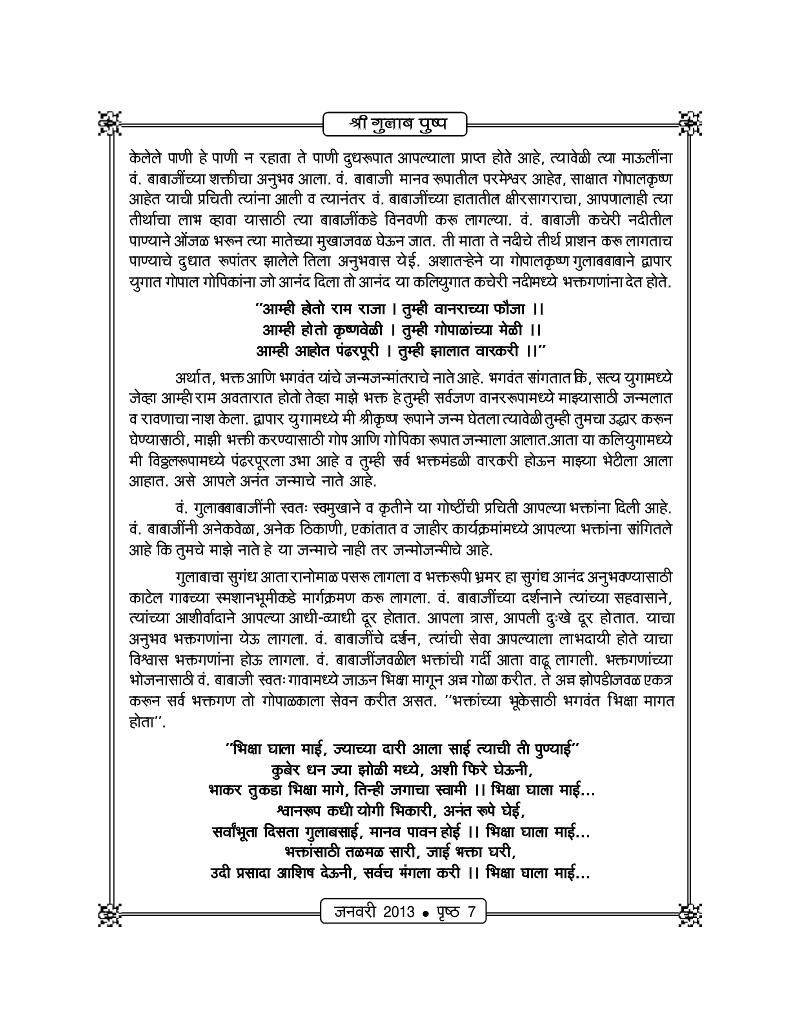 श्री गुलाब पुष्प
केलेले पाणी हे पाणी न रहाता ते पाणी दुधरूपात आपल्याला प्राप्त होते आहे, त्यावेळी त्या माऊलींना
वं. बाबाजींच्या शक्तीचा अनुभव आला. वं. बाबाजी मानव रूपातील परमेश्वर आहेत, साक्षात गोपालकृष्ण
आहेत याची प्रचिती त्यांना आली व त्यानंतर वं. बाबाजींच्या हातातील क्षीरसागराचा, आपणालाही त्या
तीर्थाचा लाभ व्हावा यासाठी त्या बाबाजींकडे विनवणी करू लागल्या. वं. बाबाजी कचेरी नदीतील
पाण्याने ओंजळ भरून त्या मातेच्या मुखाजवळ घेऊन जात. ती माता ते नदीचे तीर्थ प्राशन करू लागताच
पाण्याचे दुधात रूपांतर झालेले तिला अनुभवास येई. अशातऱ्हेने या गोपालकृष्ण गुलाबबाबाने द्वापार
युगात गोपाल गोपिकांना जो आनंद दिला तो आनंद या कलियुगात कचेरी नदीमध्ये भक्तगणांना देत होते.
"आम्ही होतो राम राजा । तुम्ही वानराच्या फौजा ।।
आम्ही होतो कृष्णवेळी । तुम्ही गोपाळांच्या मेळी ।।
आम्ही आहोत पंढरपूरी । तुम्ही झालात वारकरी ।।"
अर्थात, भक्त आणि भगवंत यांचे जन्मजन्मांतराचे नाते आहे. भगवंत सांगतात कि, सत्य युगामध्ये
जेव्हा आम्ही राम अवतारात होतो तेव्हा माझे भक्त हे तुम्ही सर्वजण वानररूपामध्ये माझ्यासाठी जन्मलात
व रावणाचा नाश केला. द्वापार युगामध्ये मी श्रीकृष्ण रूपाने जन्म घेतला त्यावेळी तुम्ही तुमचा उद्धार करून
घेण्यासाठी, माझी भक्ती करण्यासाठी गोप आणि गोपिका रूपात जन्माला आलात.आता या कलियुगामध्ये
मी विठ्ठलरूपामध्ये पंढरपूरला उभा आहे व तुम्ही सर्व भक्तमंडळी वारकरी होऊन माझ्या भेटीला आला
आहात. असे आपले अनंत जन्माचे नाते आहे.
वं. गुलाबबाबाजींनी स्वतः स्वमुखाने व कृतीने या गोष्टींची प्रचिती आपल्या भक्तांना दिली आहे.
वं. बाबाजींनी अनेकवेळा, अनेक ठिकाणी, एकांतात व जाहीर कार्यक्रमांमध्ये आपल्या भक्तांना सांगितले
आहे कि तुमचे माझे नाते हे या जन्माचे नाही तर जन्मोजन्मीचे आहे.
गुलाबाचा सुगंध आता रानोमाळ पसरू लागला व भक्तरूपी भ्रमर हा सुगंध आनंद अनुभवण्यासाठी
काटेल गावच्या स्मशानभूमीकडे मार्गक्रमण करू लागला. वं. बाबाजींच्या दर्शनाने त्यांच्या सहवासाने,
त्यांच्या आशीर्वादाने आपल्या आधी-व्याधी दूर होतात. आपला त्रास, आपली दुःखे दूर होतात. याचा
अनुभव भक्तगणांना येऊ लागला. वं. बाबाजींचे दर्शन, त्यांची सेवा आपल्याला लाभदायी होते याचा
विश्वास भक्तगणांना होऊ लागला. वं. बाबाजींजवळील भक्तांची गर्दी आता वाढू लागली. भक्तगणांच्या
भोजनासाठी वं. बाबाजी स्वतः गावामध्ये जाऊन भिक्षा मागून अन्न गोळा करीत. ते अन्न झोपडीजवळ एकत्र
करून सर्व भक्तगण तो गोपाळकाला सेवन करीत असत. "भक्तांच्या भूकेसाठी भगवंत भिक्षा मागत
होता".
"भिक्षा घाला माई, ज्याच्या दारी आला साई त्याची ती पुण्याई"
कुबेर धन ज्या झोळी मध्ये, अशी फिरे घेऊनी,
भाकर तुकडा भिक्षा मागे, तिन्ही जगाचा स्वामी ।। भिक्षा घाला माई...
श्वानरूप कधी योगी भिकारी, अनंत रूपे घेई,
सर्वांभूता दिसता गुलाबसाई, मानव पावन होई ।। भिक्षा घाला माई...
भक्तांसाठी तळमळ सारी, जाई भक्ता घरी,
उदी प्रसादा आशिष देऊनी, सर्वच मंगला करी ।। भिक्षा घाला माई...
जनवरी 2013 ● पृष्ठ 7